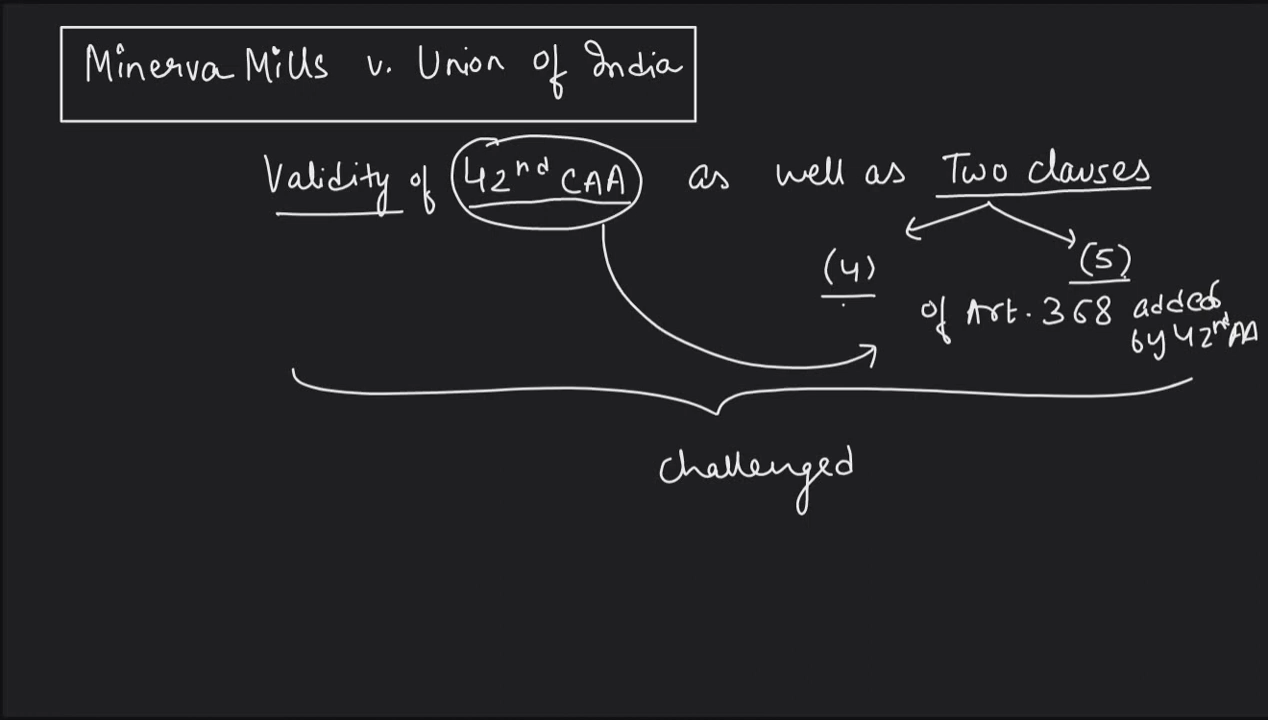 Minerva Mills v. Union of India
Validity of 42nd CAA as well as Two clauses
(4) (5)
of Art. 368 added
by 42nd AA
challenged